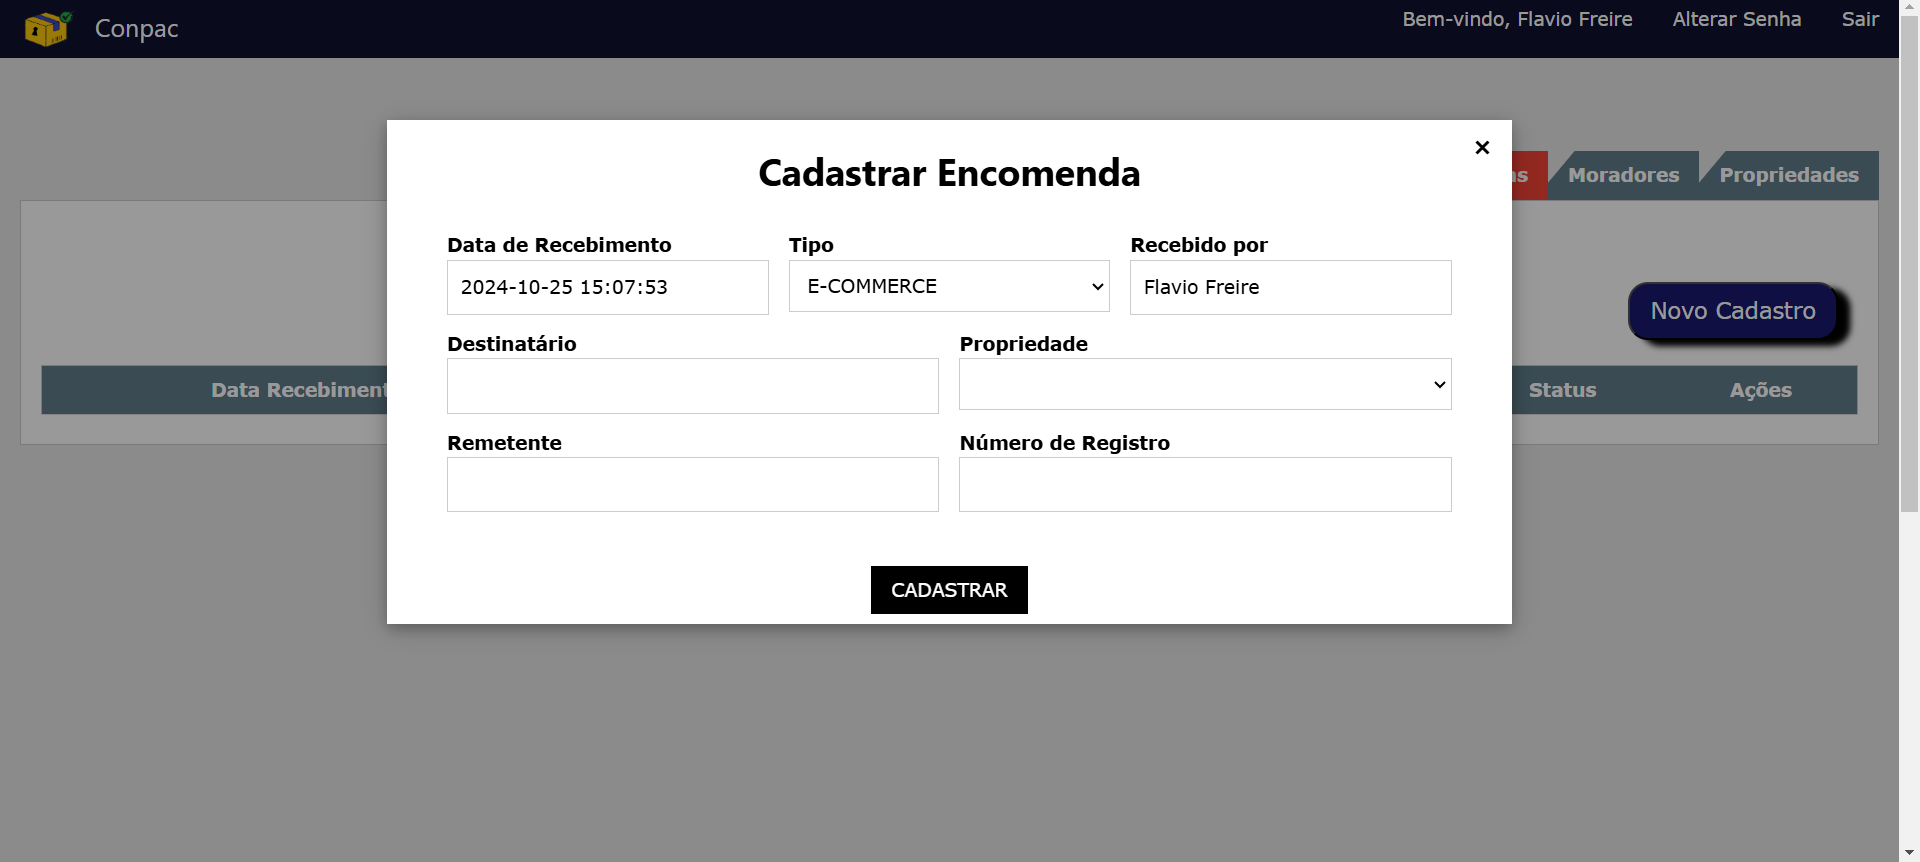 Conpac
Bem-vindo, Flavio Freire
Alterar Senha
Sair
Moradores
Propriedades
Novo Cadastro
Data Recebiment
Status
Ações
×
Cadastrar Encomenda
Data de Recebimento
Tipo
Recebido por
2024-10-25 15:07:53
E-COMMERCE
Flavio Freire
Destinatário
Propriedade
Remetente
Número de Registro
CADASTRAR